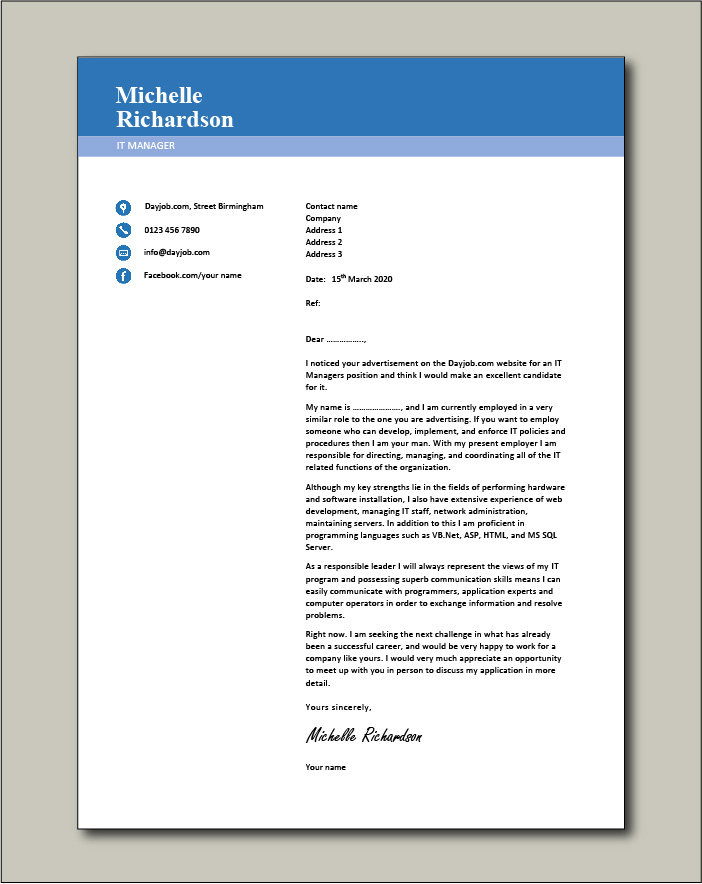 Michelle
Richardson
IT MANAGER
Dayjob.com, Street Birmingham
0123 456 7890
info@dayjob.com
Facebook.com/your name
Contact name
Company
Address 1
Address 2
Address 3
Date: 15th March 2020
Ref:
Dear ................,
I noticed your advertisement on the Dayjob.com website for an IT
Managers position and think I would make an excellent candidate
for it.
My name is ....................., and I am currently employed in a very
similar role to the one you are advertising. If you want to employ
someone who can develop, implement, and enforce IT policies and
procedures then I am your man. With my present employer I am
responsible for directing, managing, and coordinating all of the IT
related functions of the organization.
Although my key strengths lie in the fields of performing hardware
and software installation, I also have extensive experience of web
development, managing IT staff, network administration,
maintaining servers. In addition to this I am proficient in
programming languages such as VB.Net, ASP, HTML, and MS SQL
Server.
As a responsible leader I will always represent the views of my IT
program and possessing superb communication skills means I can
easily communicate with programmers, application experts and
computer operators in order to exchange information and resolve
problems.
Right now. I am seeking the next challenge in what has already
been a successful career, and would be very happy to work for a
company like yours. I would very much appreciate an opportunity
to meet up with you in person to discuss my application in more
detail.
Yours sincerely,
Michelle Richardson
Your name